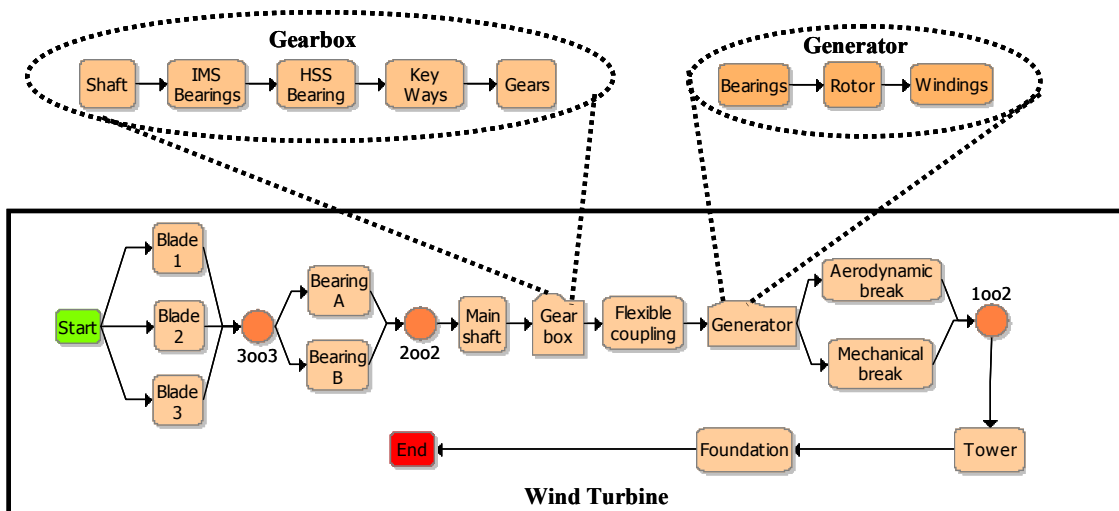 Gearbox
Shaft
IMS
Bearings
HSS
Bearing
Key
Ways
Gears
Generator
Bearings
Rotor
Windings
Start
Blade
1
Blade
2
Blade
3
3oo3
Bearing
A
Bearing
B
2oo2
Main
shaft
Gear
box
Flexible
coupling
Generator
Aerodynamic
break
Mechanical
break
1oo2
Tower
Foundation
End
Wind Turbine